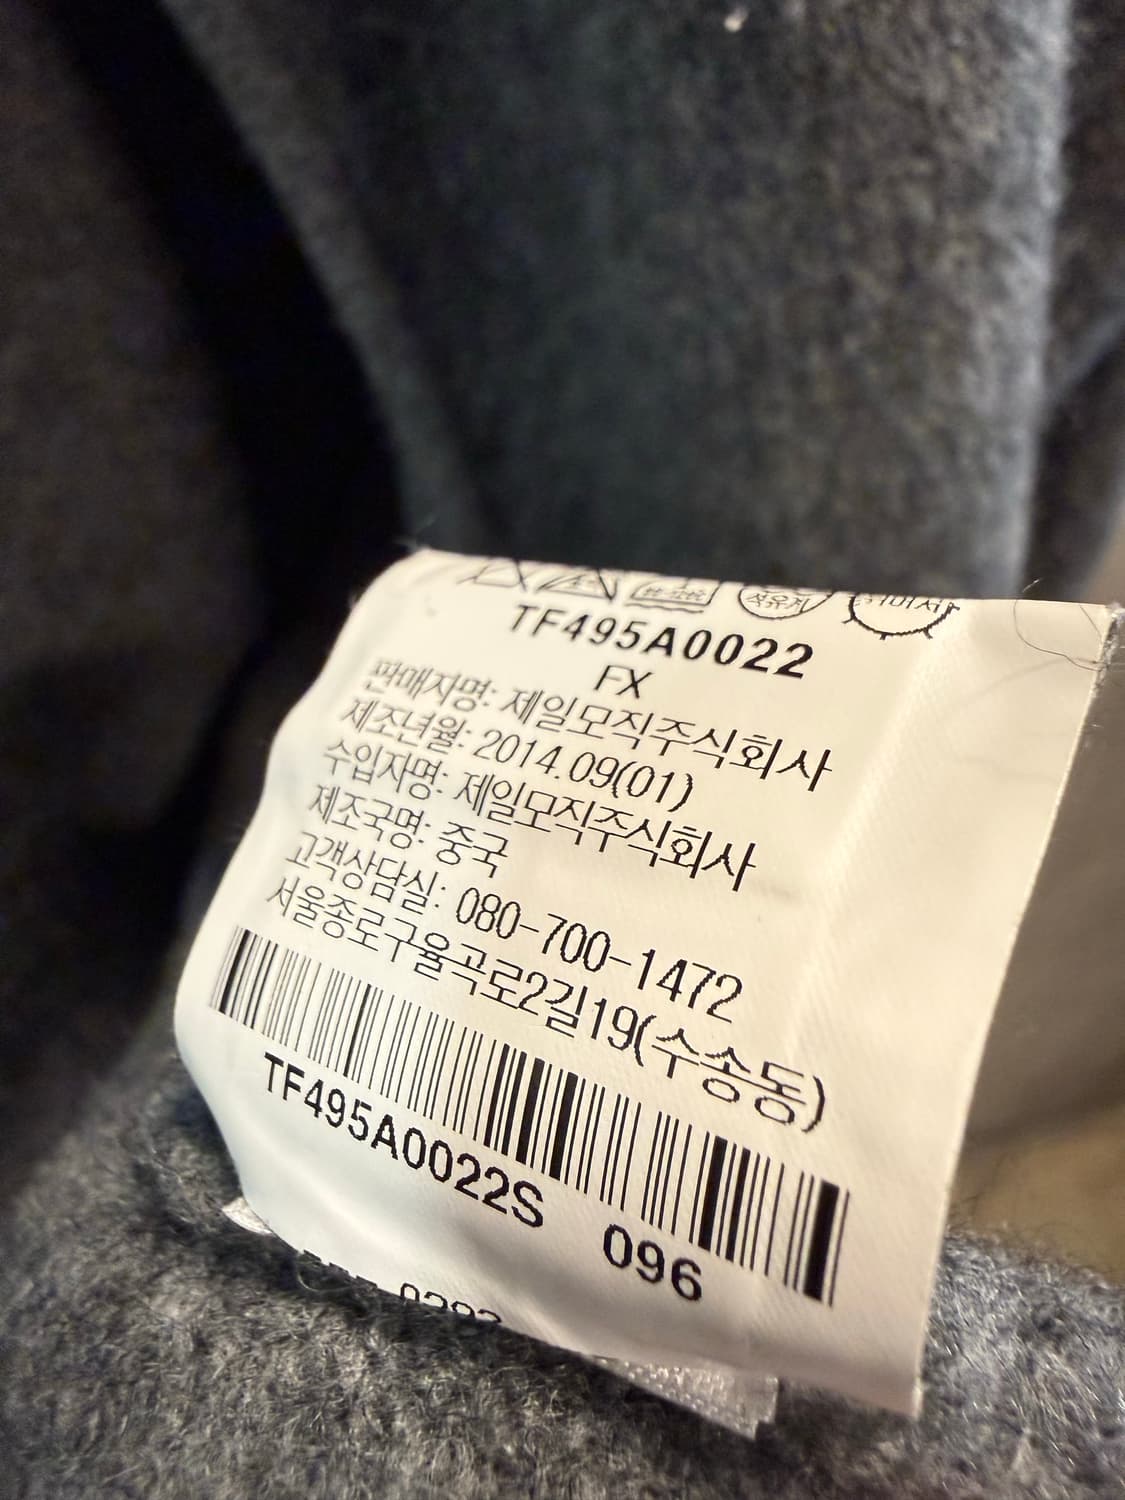 석유계
TF495A0022
FX
판매자명: 제일모직주식회사
제조년월: 2014.09(01)
수입자명: 제일모직주식회사
제조국명: 중국
고객상담실: 080-700-1472
서울종로구율곡로2길19(수송동)
TF495A0022S 096